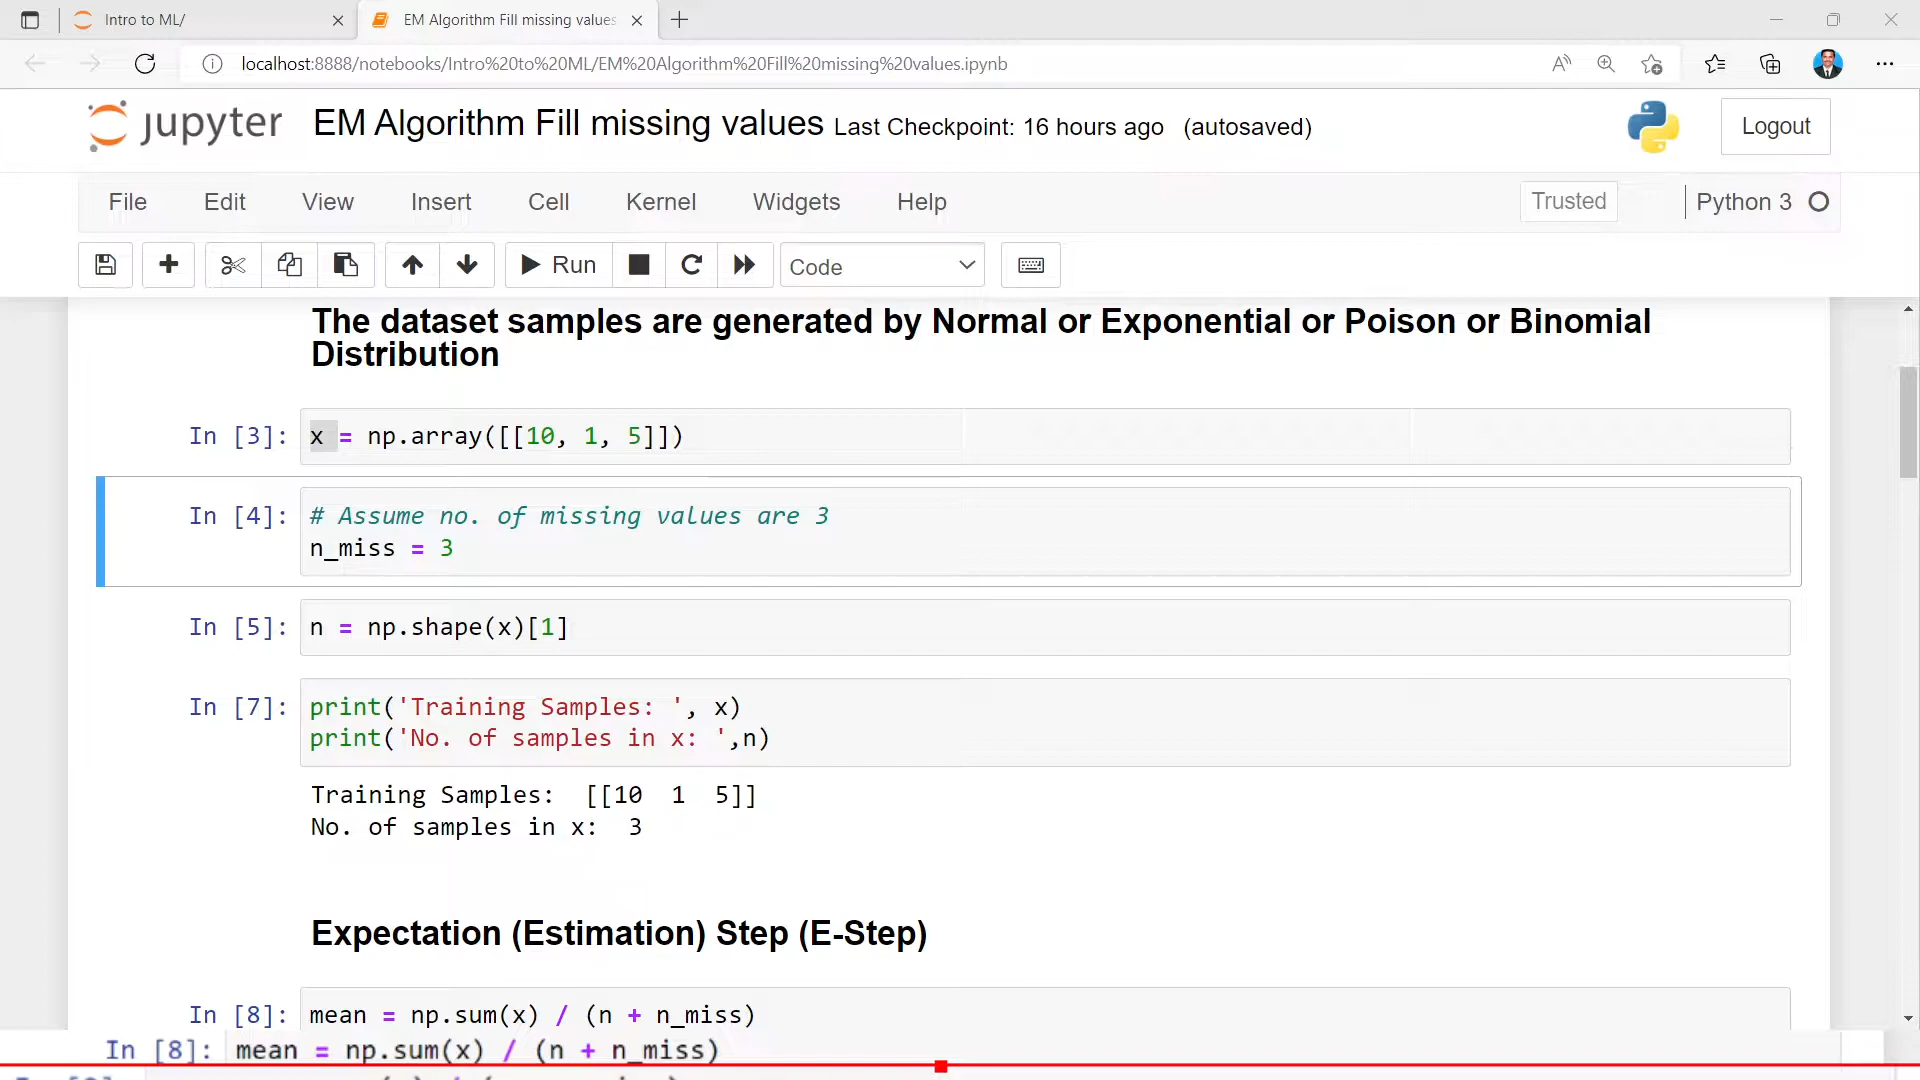 Intro to ML/
EM Algorithm Fill missing values
localhost:8888/notebooks/Intro%20to%20ML/EM%20Algorithm%20Fill%20missing%20values.ipynb
jupyter EM Algorithm Fill missing values Last Checkpoint: 16 hours ago (autosaved)
Logout
File Edit View Insert Cell Kernel Widgets Help Trusted Python 3
Run Code
The dataset samples are generated by Normal or Exponential or Poison or Binomial
Distribution
In [3]: x = np.array([[10, 1, 5]])
In [4]: # Assume no. of missing values are 3
n_miss = 3
In [5]: n = np.shape(x)[1]
In [7]: print('Training Samples: ', x)
print('No. of samples in x: ',n)
Training Samples:  [[10  1  5]]
No. of samples in x:  3
Expectation (Estimation) Step (E-Step)
In [8]: mean = np.sum(x) / (n + n_miss)
In [8]: mean = np.sum(x) / (n + n_miss)